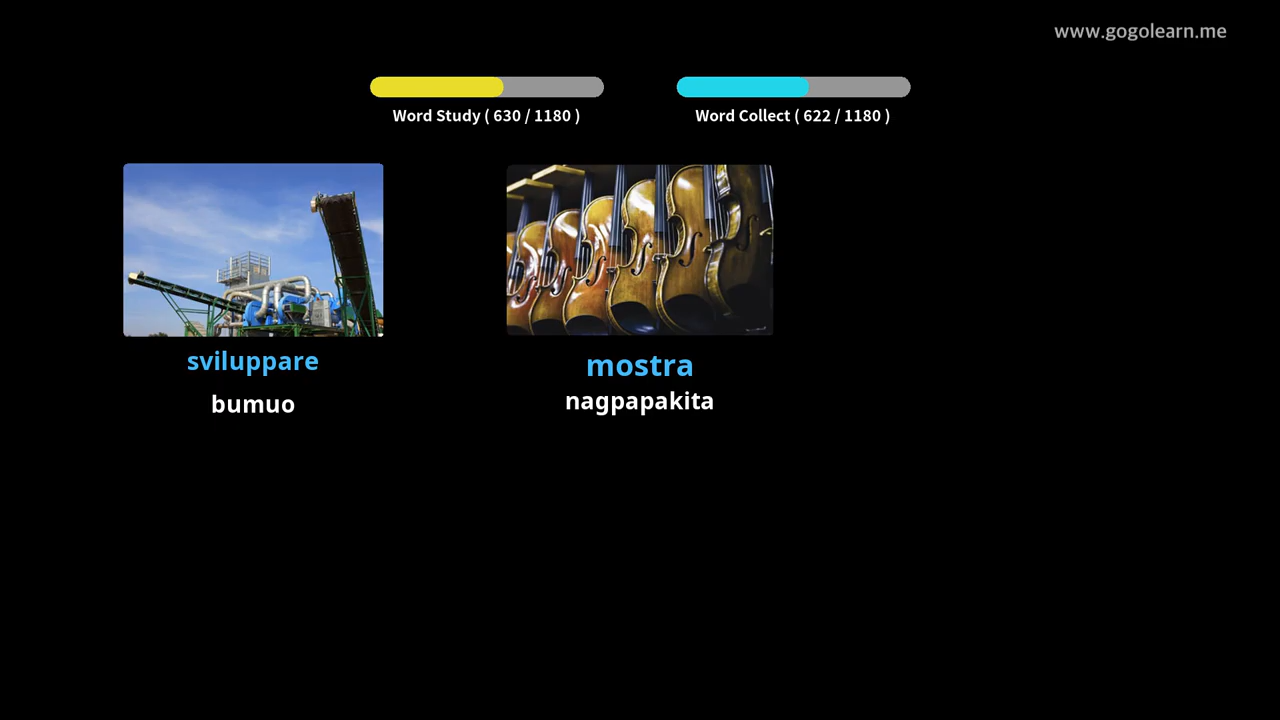 www.gogolearn.me
Word Study ( 630 / 1180 )
Word Collect ( 622 / 1180 )
sviluppare
bumuo
mostra
nagpapakita